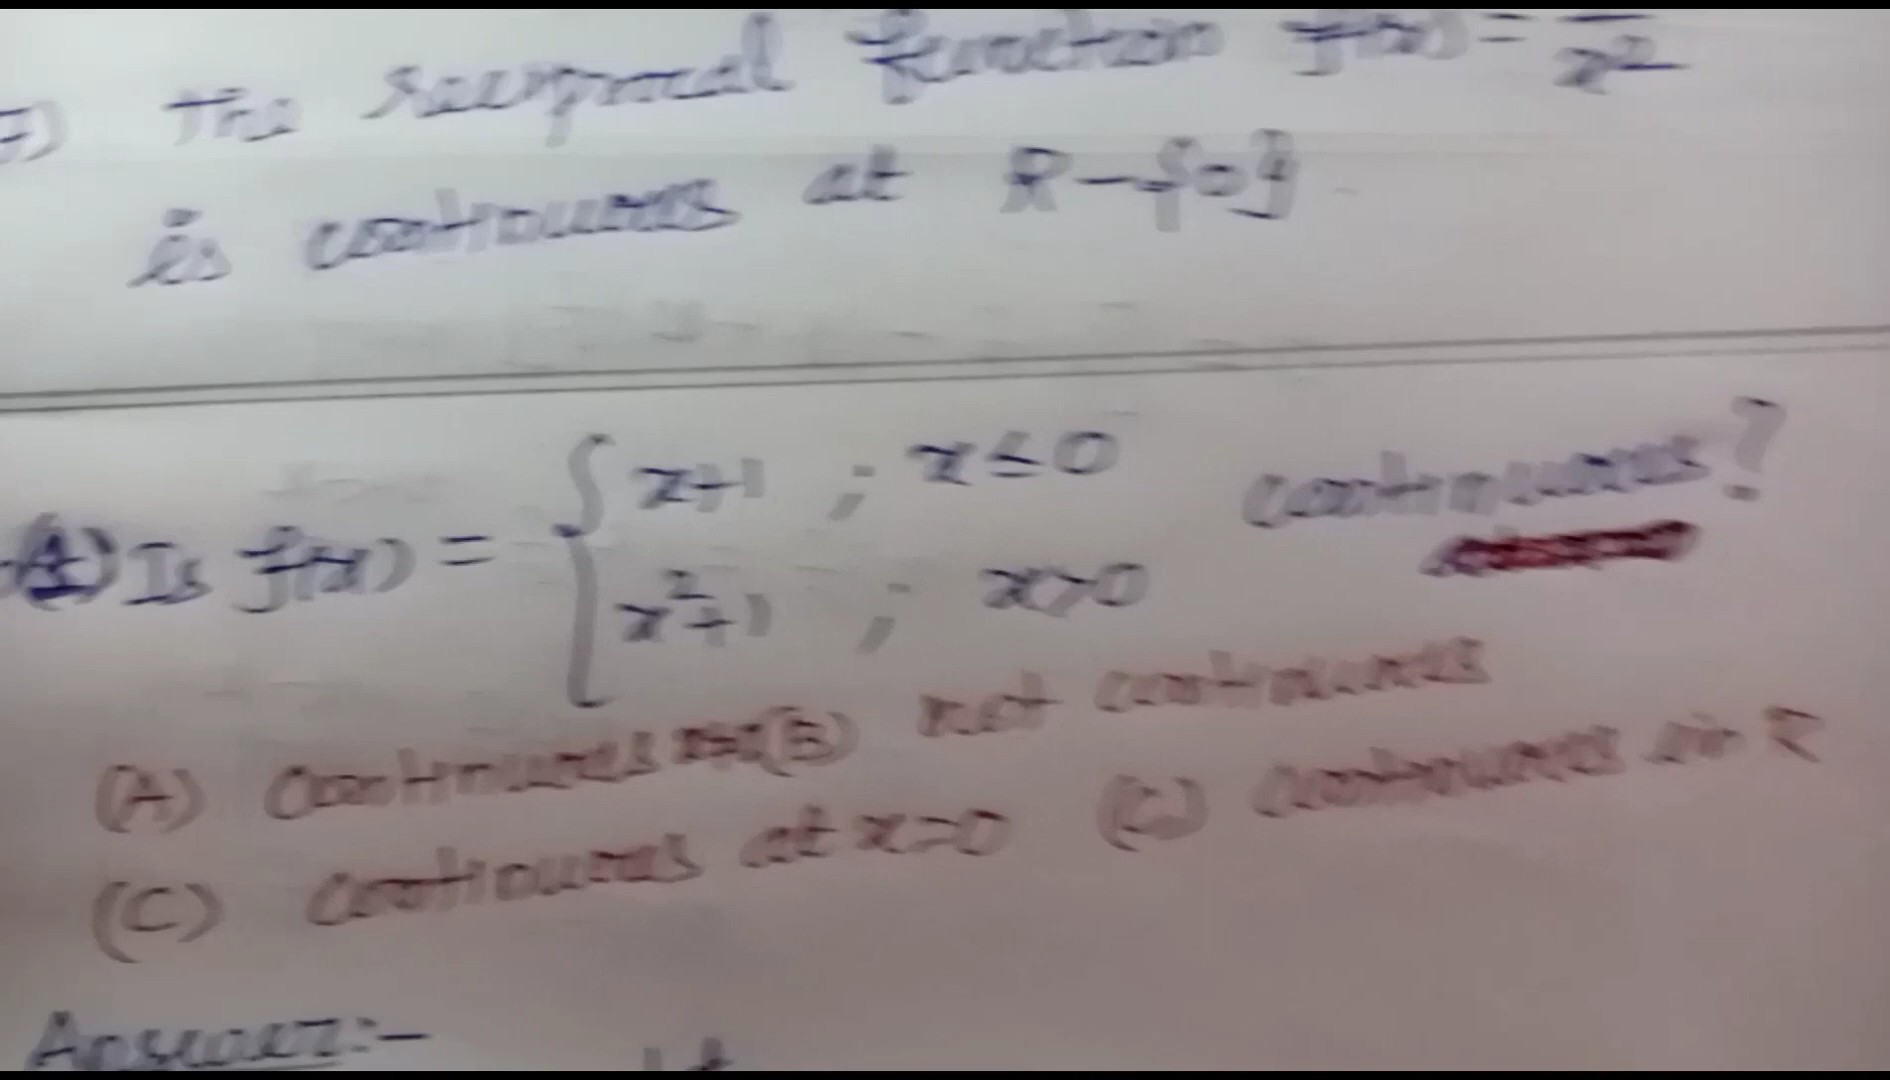 7) The reciprocal function f(x) = 1/x²
is continuous at R-{0}
Is f(x) = { x+1 ; x≤0 continuous?
x²+1 ; x>0
(A) continuous (B) not continuous
(C) continuous at x=0 (C) continuous in R
Answer:-